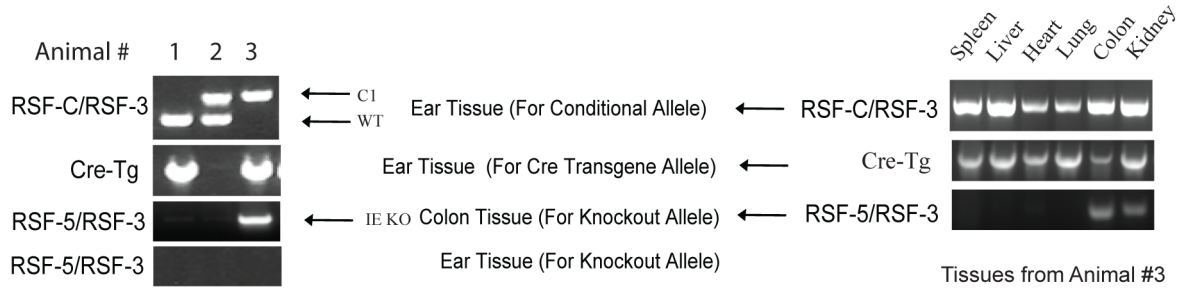 Animal # 1 2 3
Spleen Liver Heart Lung Colon Kidney
RSF-C/RSF-3 C1 WT Ear Tissue (For Conditional Allele) RSF-C/RSF-3
Cre-Tg Ear Tissue (For Cre Transgene Allele) Cre-Tg
RSF-5/RSF-3 IE KO Colon Tissue (For Knockout Allele) RSF-5/RSF-3
RSF-5/RSF-3 Ear Tissue (For Knockout Allele)
Tissues from Animal #3